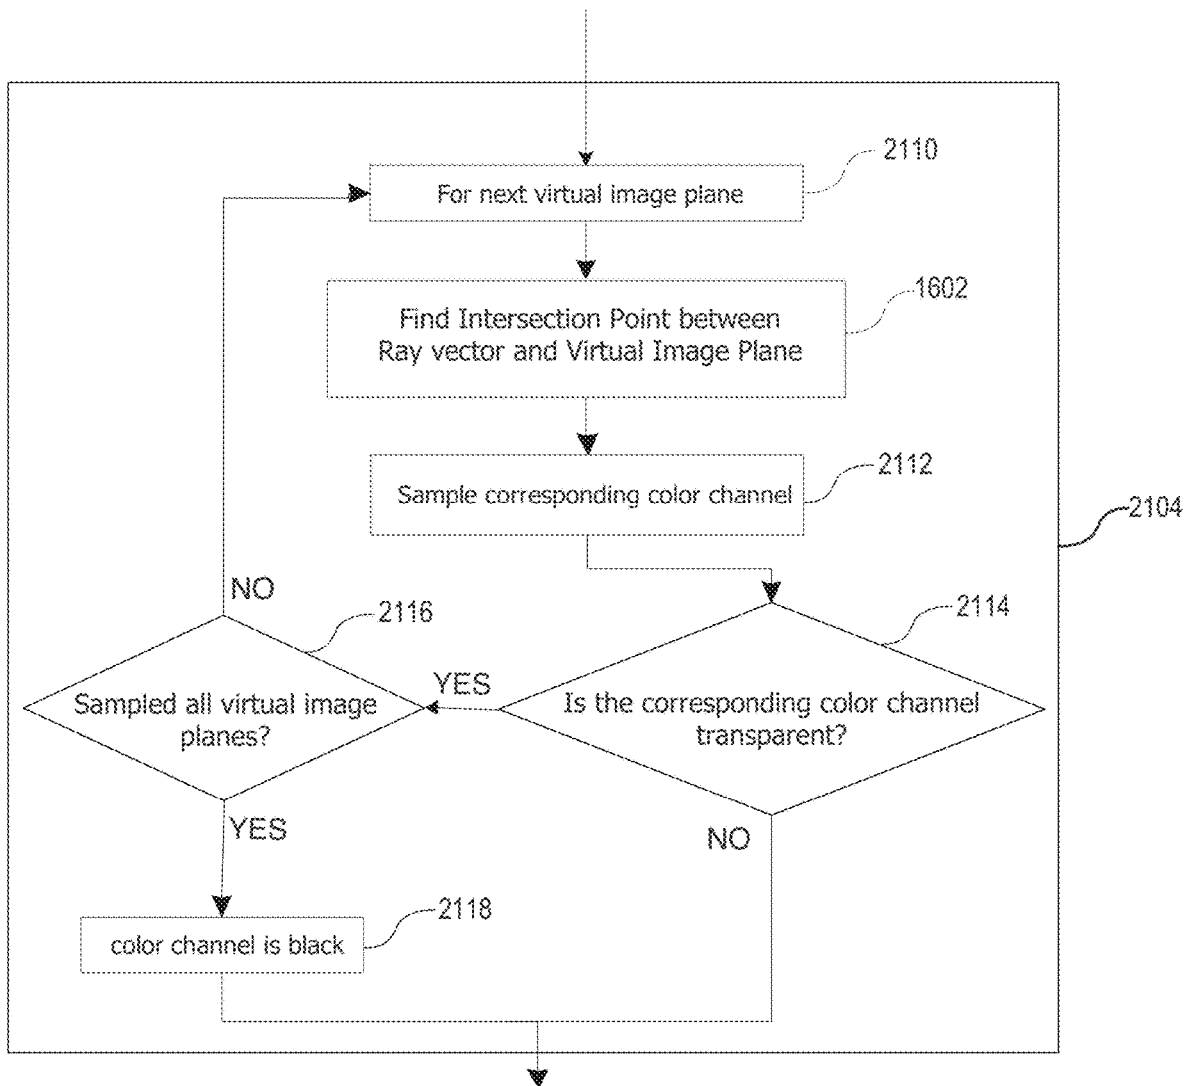 2110
For next virtual image plane
1602
Find Intersection Point between
Ray vector and Virtual Image Plane
2112
Sample corresponding color channel
2104
NO
2116
2114
YES
Sampled all virtual image
planes?
Is the corresponding color channel
transparent?
YES
NO
2118
color channel is black